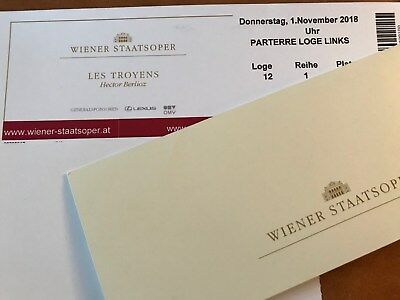 WIENER STAATSOPER
LES TROYENS
Hector Berlioz
GENERALSPONSOREN LEXUS OMV
www.wiener-staatsoper.at
www.
Donnerstag, 1.November 2018
Uhr
PARTERRE LOGE LINKS
Loge Reihe
12 1
WIENER STAATSOPER